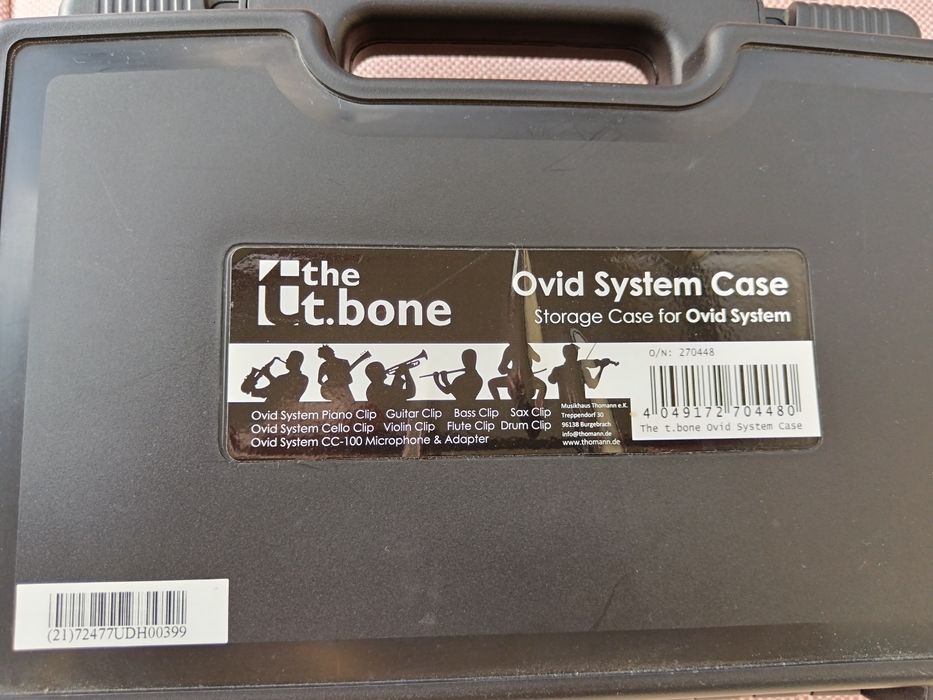 the
t.bone
Ovid System Case
Storage Case for Ovid System
O/N: 270448
4 049172 704480
The t.bone Ovid System Case
Ovid System Piano Clip Guitar Clip Bass Clip Sax Clip
Ovid System Cello Clip Violin Clip Flute Clip Drum Clip
Ovid System CC-100 Microphone & Adapter
Musikhaus Thomann e.K.
Treppendorf 30
96138 Burgebrach
info@thomann.de
www.thomann.de
(21)72477UDH00399